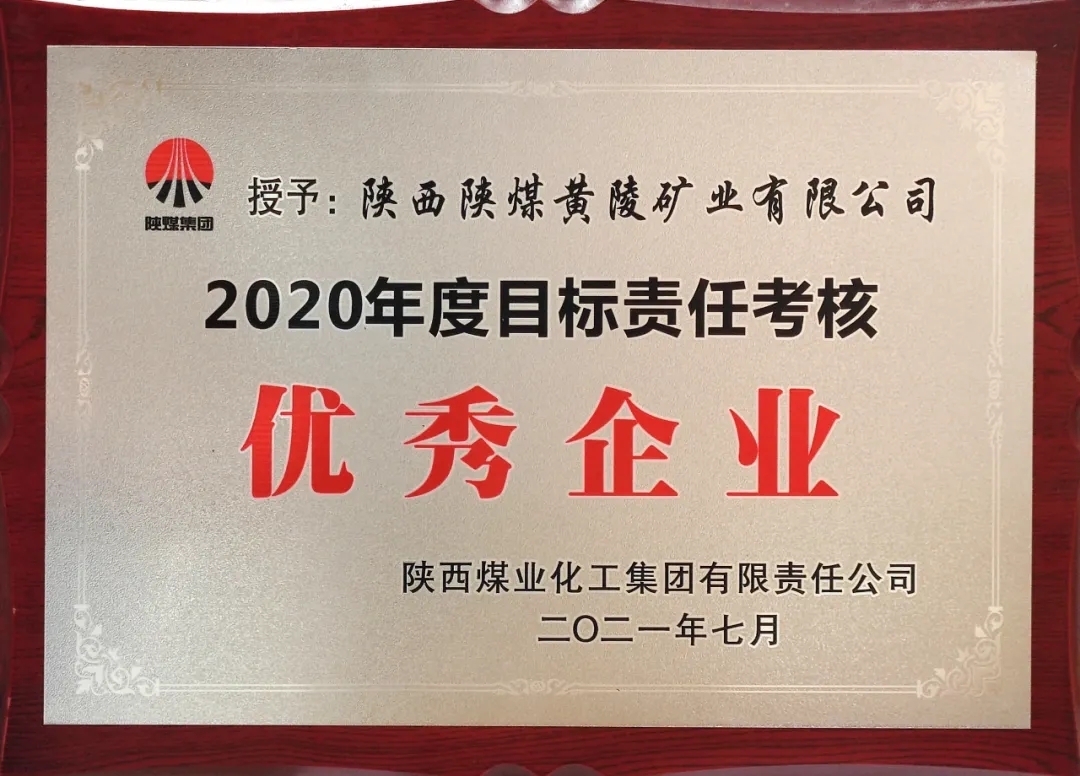 陕煤集团
授予：陕西陕煤黄陵矿业有限公司
2020年度目标责任考核
优秀企业
陕西煤业化工集团有限责任公司
二〇二一年七月